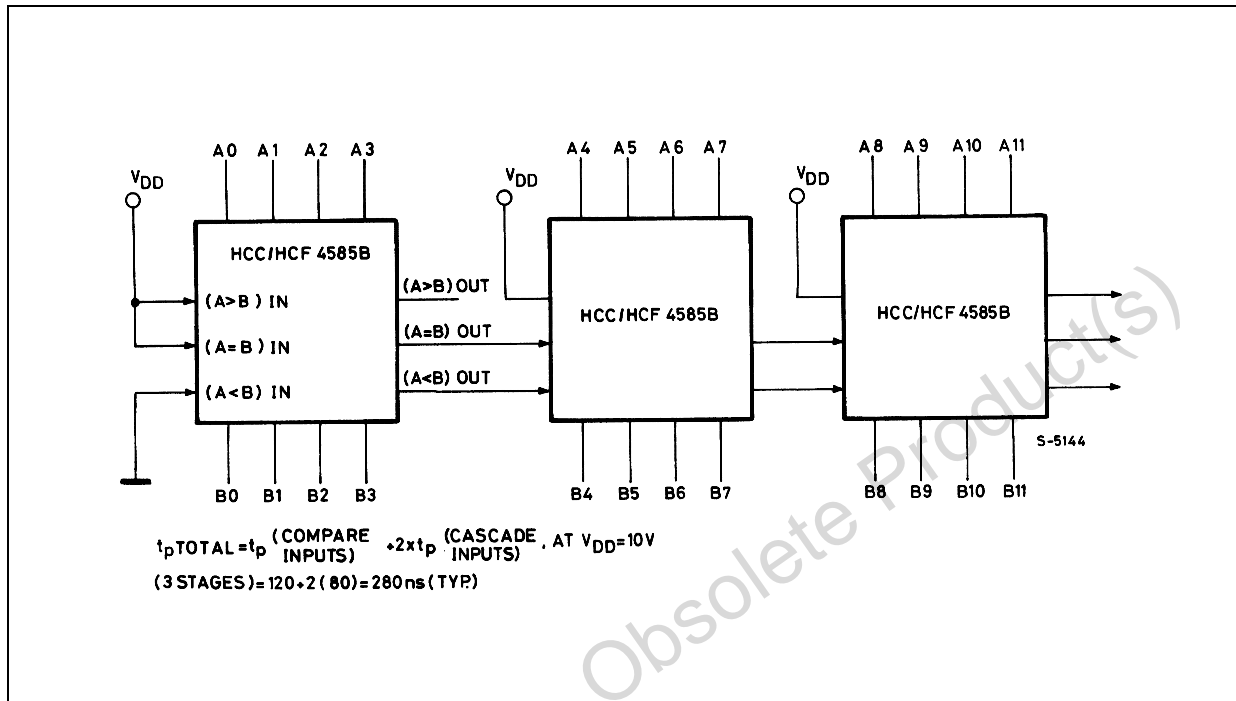 A0 A1 A2 A3
A4 A5 A6 A7
A8 A9 A10 A11
VDD
VDD
VDD
HCC/HCF 4585B
(A>B) IN
(A=B) IN
(A<B) IN
(A>B) OUT
(A=B) OUT
(A<B) OUT
HCC/HCF 4585B
HCC/HCF 4585B
S-5144
B0 B1 B2 B3
B4 B5 B6 B7
B8 B9 B10 B11
tpTOTAL=tp (COMPARE INPUTS) +2xtp (CASCADE INPUTS), AT VDD=10V
(3 STAGES)=120+2(80)=280ns(TYP.)
Obsolete Product(s)